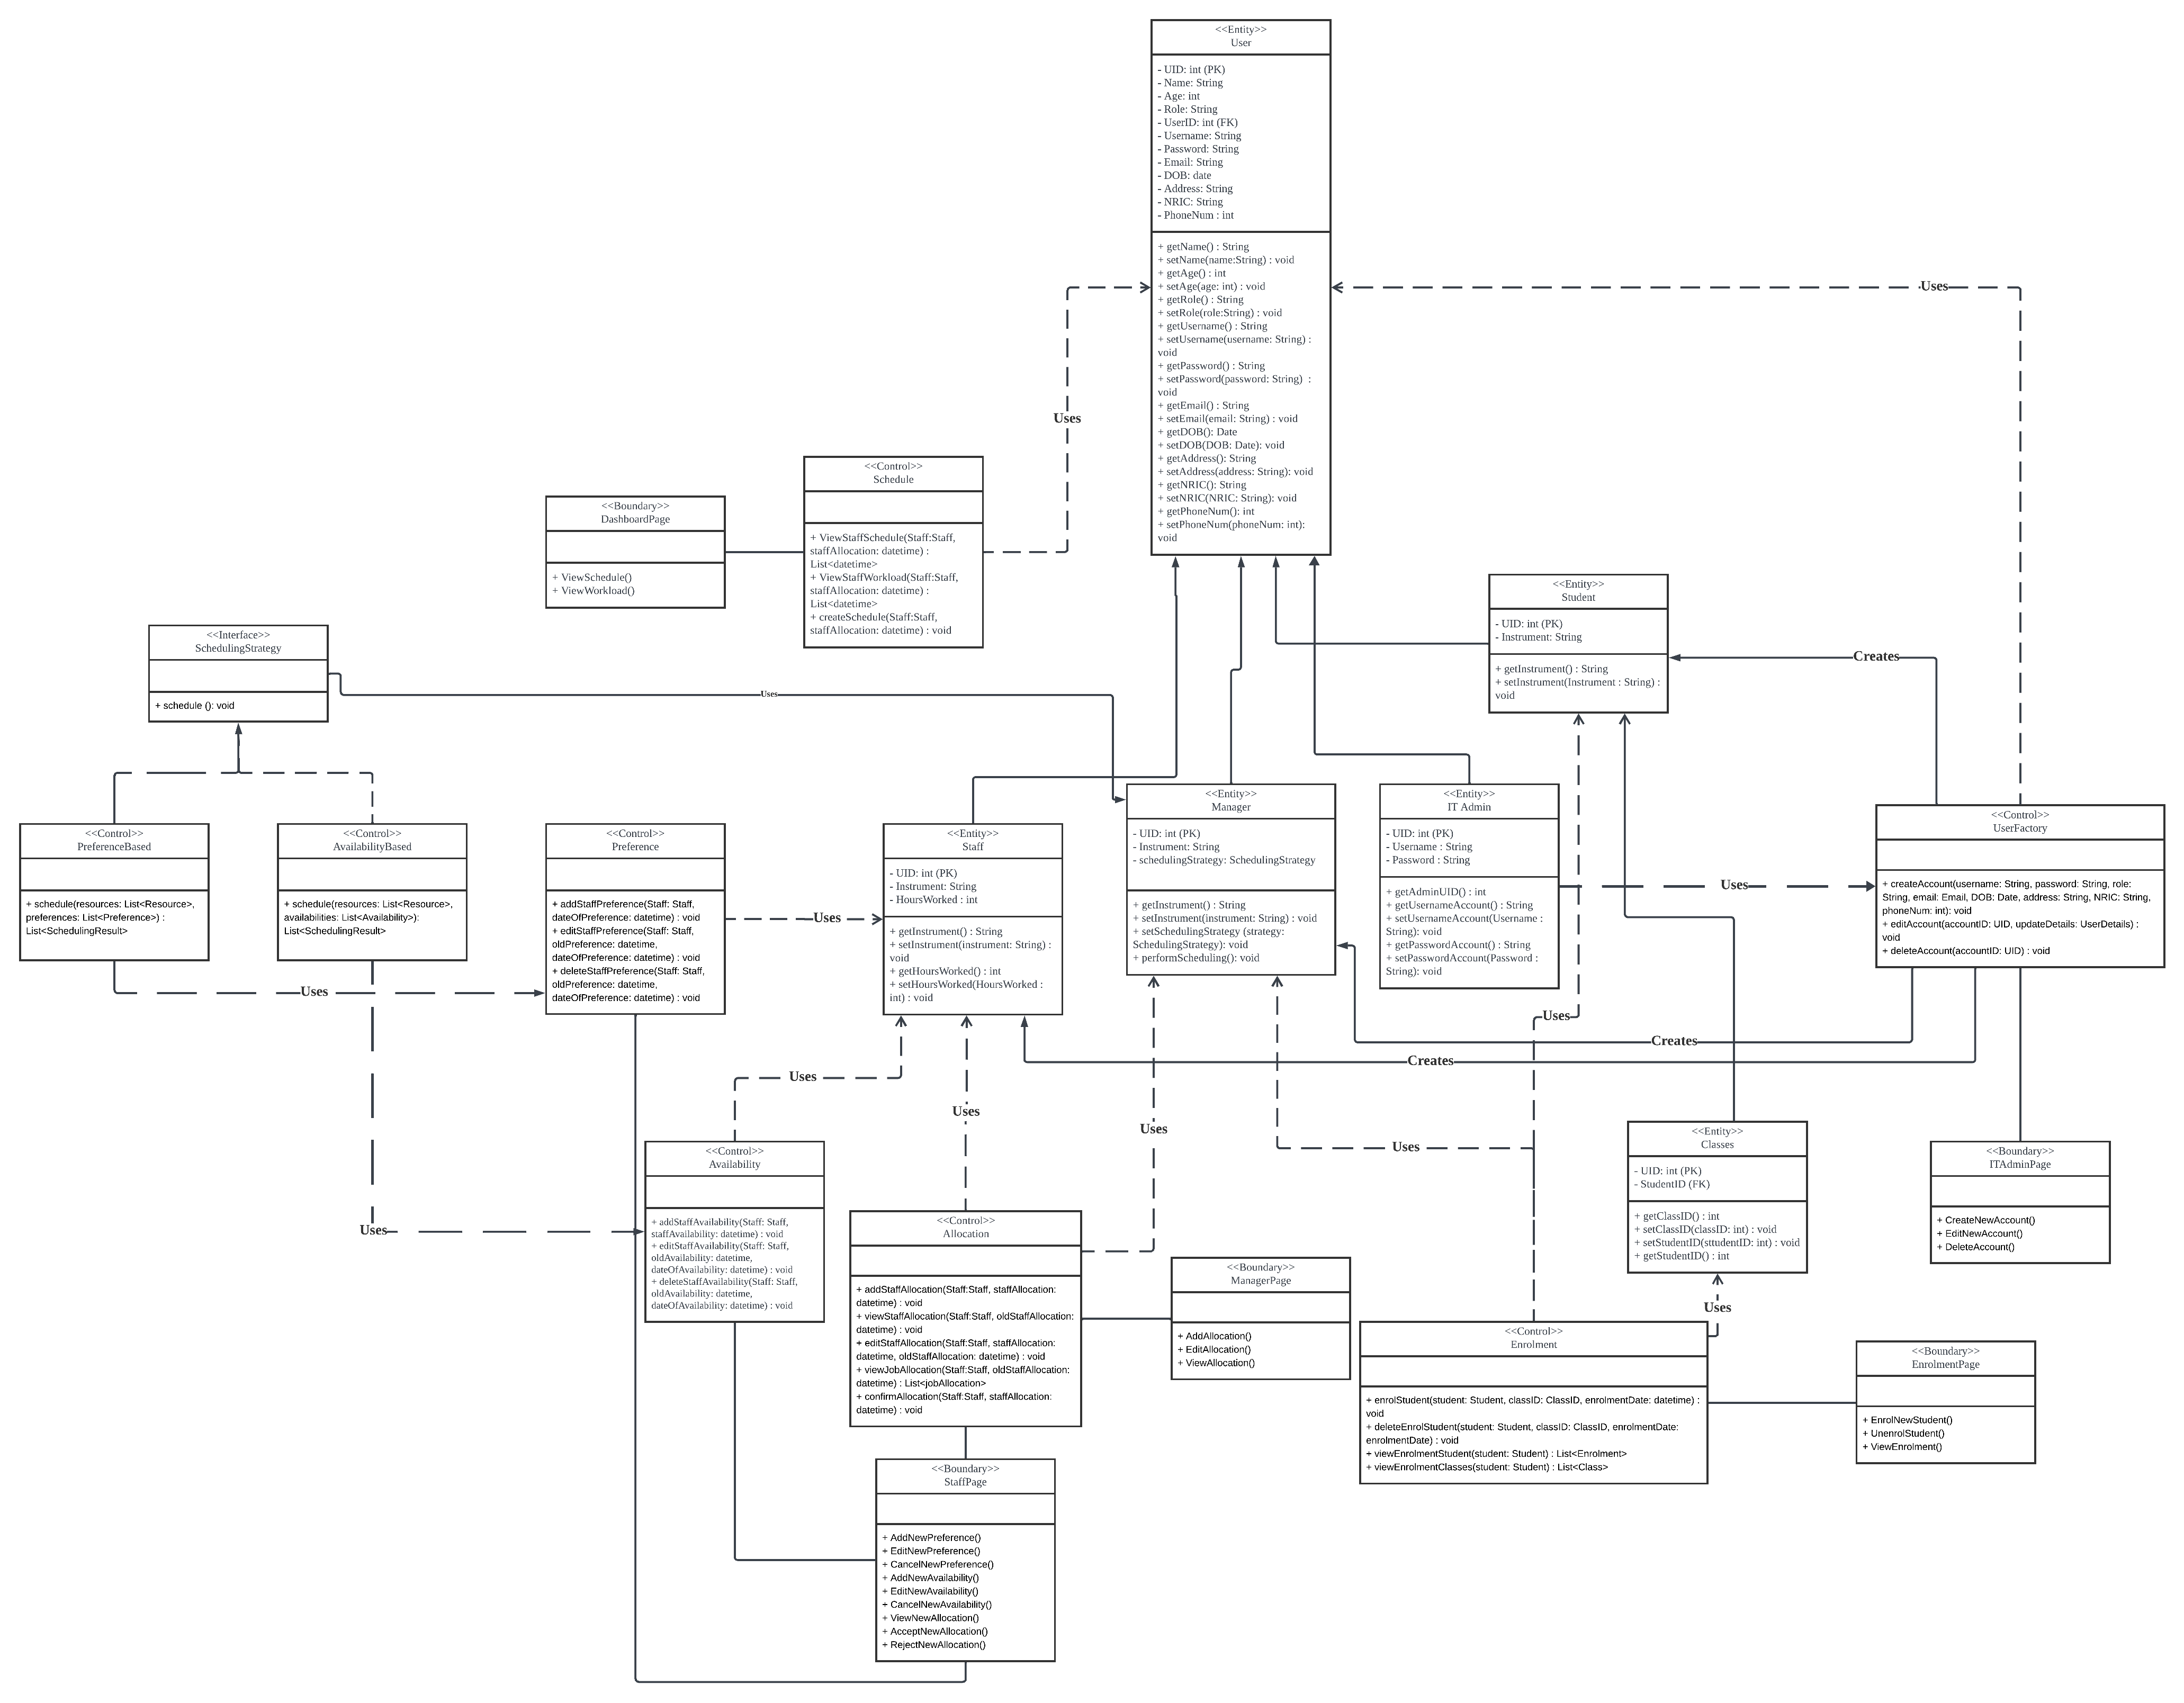 <<Entity>>
User
- UID: int (PK)
- Name: String
- Age: int
- Role: String
- UserID: int (FK)
- Username: String
- Password: String
- Email: String
- DOB: date
- Address: String
- NRIC: String
- PhoneNum : int
+ getName() : String
+ setName(name:String) : void
+ getAge() : int
+ setAge(age: int) : void
+ getRole() : String
+ setRole(role:String) : void
+ getUsername() : String
+ setUsername(username: String) :
void
+ getPassword() : String
+ setPassword(password: String) :
void
+ getEmail() : String
+ setEmail(email: String) : void
+ getDOB(): Date
+ setDOB(DOB: Date): void
+ getAddress(): String
+ setAddress(address: String): void
+ getNRIC(): String
+ setNRIC(NRIC: String): void
+ getPhoneNum(): int
+ setPhoneNum(phoneNum: int):
void
Uses
Uses
<<Control>>
Schedule
+ ViewStaffSchedule(Staff:Staff,
staffAllocation: datetime) :
List<datetime>
+ ViewStaffWorkload(Staff:Staff,
staffAllocation: datetime) :
List<datetime>
+ createSchedule(Staff:Staff,
staffAllocation: datetime) : void
<<Boundary>>
DashboardPage
+ ViewSchedule()
+ ViewWorkload()
<<Entity>>
Student
- UID: int (PK)
- Instrument: String
+ getInstrument() : String
+ setInstrument(Instrument : String) :
void
Creates
<<Interface>>
SchedulingStrategy
+ schedule (): void
Uses
<<Control>>
PreferenceBased
+ schedule(resources: List<Resource>,
preferences: List<Preference>) :
List<SchedulingResult>
<<Control>>
AvailabilityBased
+ schedule(resources: List<Resource>,
availabilities: List<Availability>):
List<SchedulingResult>
<<Control>>
Preference
+ addStaffPreference(Staff: Staff,
dateOfPreference: datetime) : void
+ editStaffPreference(Staff: Staff,
oldPreference: datetime,
dateOfPreference: datetime) : void
+ deleteStaffPreference(Staff: Staff,
oldPreference: datetime,
dateOfPreference: datetime) : void
Uses
<<Entity>>
Staff
- UID: int (PK)
- Instrument: String
- HoursWorked : int
+ getInstrument() : String
+ setInstrument(instrument: String) :
void
+ getHoursWorked() : int
+ setHoursWorked(HoursWorked :
int) : void
<<Entity>>
Manager
- UID: int (PK)
- Instrument: String
- schedulingStrategy: SchedulingStrategy
+ getInstrument() : String
+ setInstrument(instrument: String) : void
+ setSchedulingStrategy (strategy:
SchedulingStrategy): void
+ performScheduling(): void
<<Entity>>
IT Admin
- UID: int (PK)
- Username : String
- Password : String
+ getAdminUID() : int
+ getUsernameAccount() : String
+ setUsernameAccount(Username :
String): void
+ getPasswordAccount() : String
+ setPasswordAccount(Password :
String): void
Uses
<<Control>>
UserFactory
+ createAccount(username: String, password: String, role:
String, email: Email, DOB: Date, address: String, NRIC: String,
phoneNum: int): void
+ editAccount(accountID: UID, updateDetails: UserDetails) :
void
+ deleteAccount(accountID: UID) : void
Uses
Uses
Creates
Creates
Uses
Uses
Uses
Uses
<<Control>>
Availability
+ addStaffAvailability(Staff: Staff,
staffAvailability: datetime) : void
+ editStaffAvailability(Staff: Staff,
oldAvailability: datetime,
dateOfAvailability: datetime) : void
+ deleteStaffAvailability(Staff: Staff,
oldAvailability: datetime,
dateOfAvailability: datetime) : void
Uses
<<Control>>
Allocation
+ addStaffAllocation(Staff:Staff, staffAllocation:
datetime) : void
+ viewStaffAllocation(Staff:Staff, oldStaffAllocation:
datetime) : void
+ editStaffAllocation(Staff:Staff, staffAllocation:
datetime, oldStaffAllocation: datetime) : void
+ viewJobAllocation(Staff:Staff, oldStaffAllocation:
datetime) : List<jobAllocation>
+ confirmAllocation(Staff:Staff, staffAllocation:
datetime) : void
<<Boundary>>
ManagerPage
+ AddAllocation()
+ EditAllocation()
+ ViewAllocation()
<<Entity>>
Classes
- UID: int (PK)
- StudentID (FK)
+ getClassID() : int
+ setClassID(classID: int) : void
+ setStudentID(sttudentID: int) : void
+ getStudentID() : int
<<Boundary>>
ITAdminPage
+ CreateNewAccount()
+ EditNewAccount()
+ DeleteAccount()
Uses
<<Control>>
Enrolment
+ enrolStudent(student: Student, classID: ClassID, enrolmentDate: datetime) :
void
+ deleteEnrolStudent(student: Student, classID: ClassID, enrolmentDate:
enrolmentDate) : void
+ viewEnrolmentStudent(student: Student) : List<Enrolment>
+ viewEnrolmentClasses(student: Student) : List<Class>
<<Boundary>>
EnrolmentPage
+ EnrolNewStudent()
+ UnenrolStudent()
+ ViewEnrolment()
<<Boundary>>
StaffPage
+ AddNewPreference()
+ EditNewPreference()
+ CancelNewPreference()
+ AddNewAvailability()
+ EditNewAvailability()
+ CancelNewAvailability()
+ ViewNewAllocation()
+ AcceptNewAllocation()
+ RejectNewAllocation()